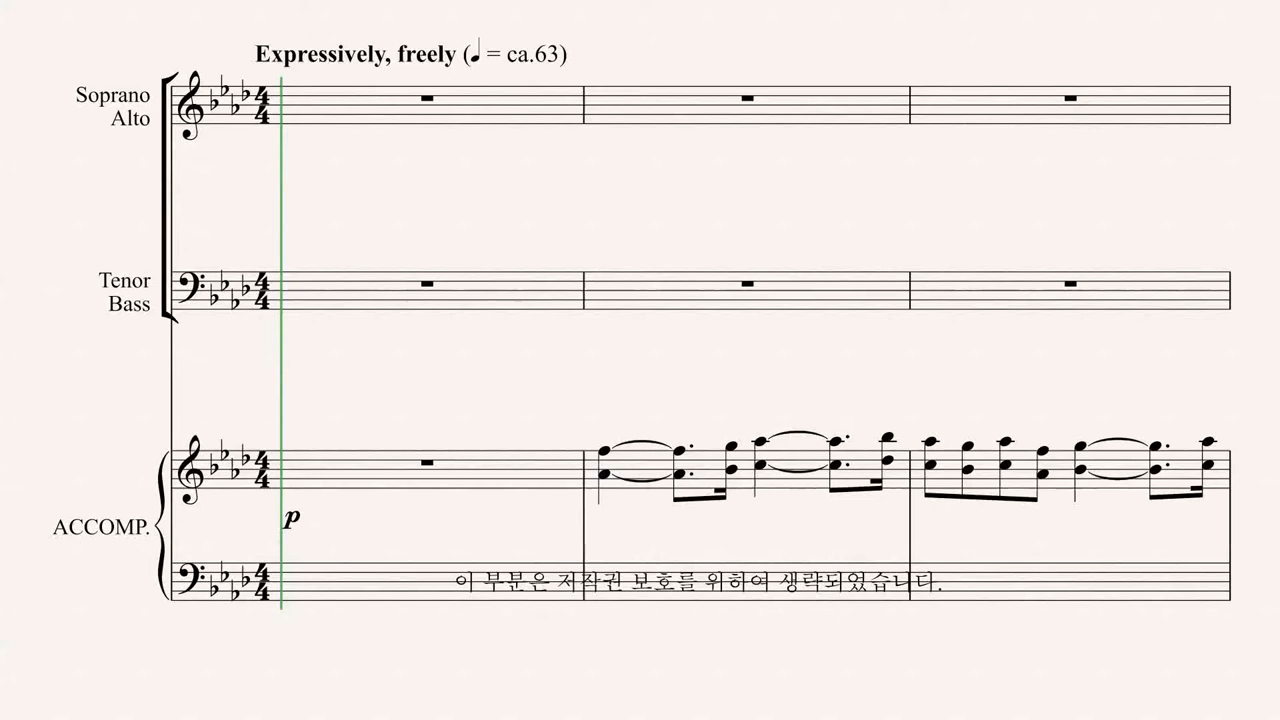 Expressively, freely (♩ = ca.63)
Soprano
Alto
Tenor
Bass
p
ACCOMP.
이 부분은 저작권 보호를 위하여 생략되었습니다.